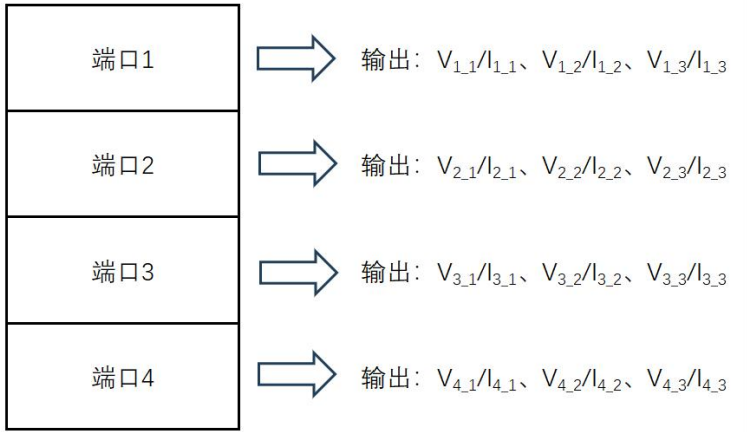 端口1
输出：V1_1/I1_1、V1_2/I1_2、V1_3/I1_3
端口2
输出：V2_1/I2_1、V2_2/I2_2、V2_3/I2_3
端口3
输出：V3_1/I3_1、V3_2/I3_2、V3_3/I3_3
端口4
输出：V4_1/I4_1、V4_2/I4_2、V4_3/I4_3